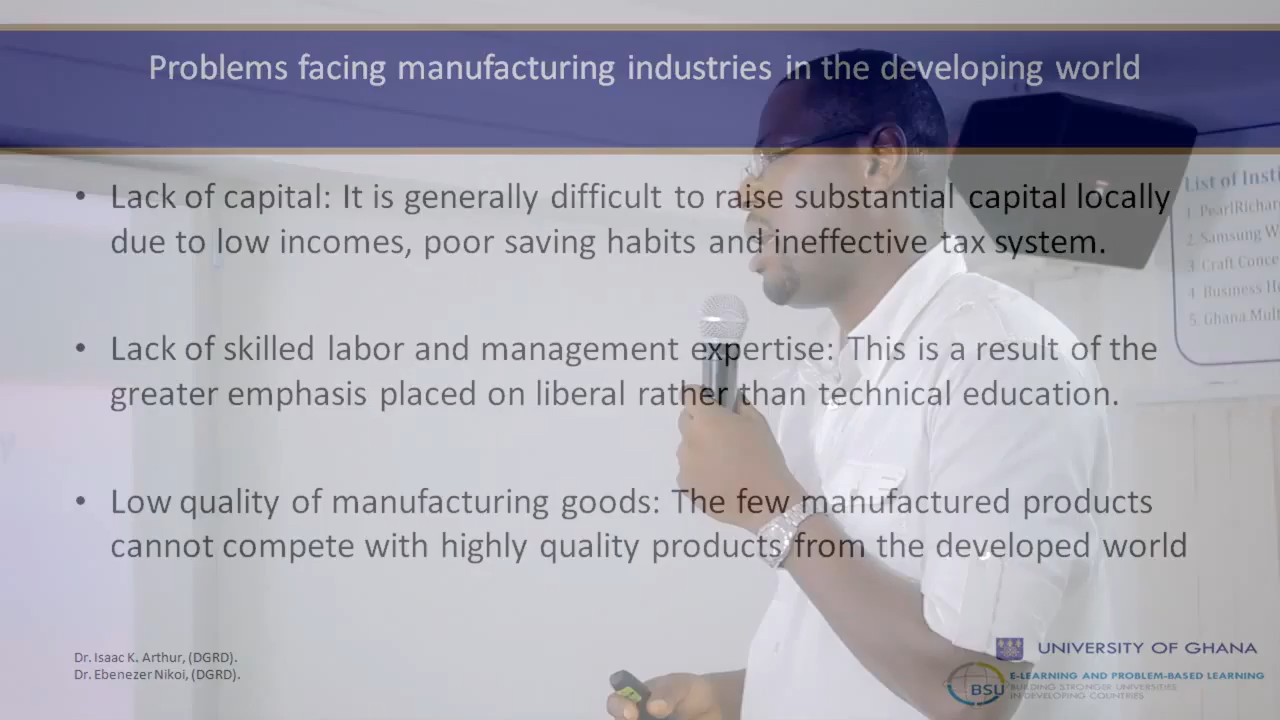 Problems facing manufacturing industries in the developing world
• Lack of capital: It is generally difficult to raise substantial capital locally
due to low incomes, poor saving habits and ineffective tax system.
• Lack of skilled labor and management expertise: This is a result of the
greater emphasis placed on liberal rather than technical education.
• Low quality of manufacturing goods: The few manufactured products
cannot compete with highly quality products from the developed world
List of Insti
1. PearlRichar
2. Samsung W
3. Craft Conce
4. Business H
5. Ghana Mult
Dr. Isaac K. Arthur, (DGRD).
Dr. Ebenezer Nikoi, (DGRD).
UNIVERSITY OF GHANA
BSU
E-LEARNING AND PROBLEM-BASED LEARNING
BUILDING STRONGER UNIVERSITIES
IN DEVELOPING COUNTRIES